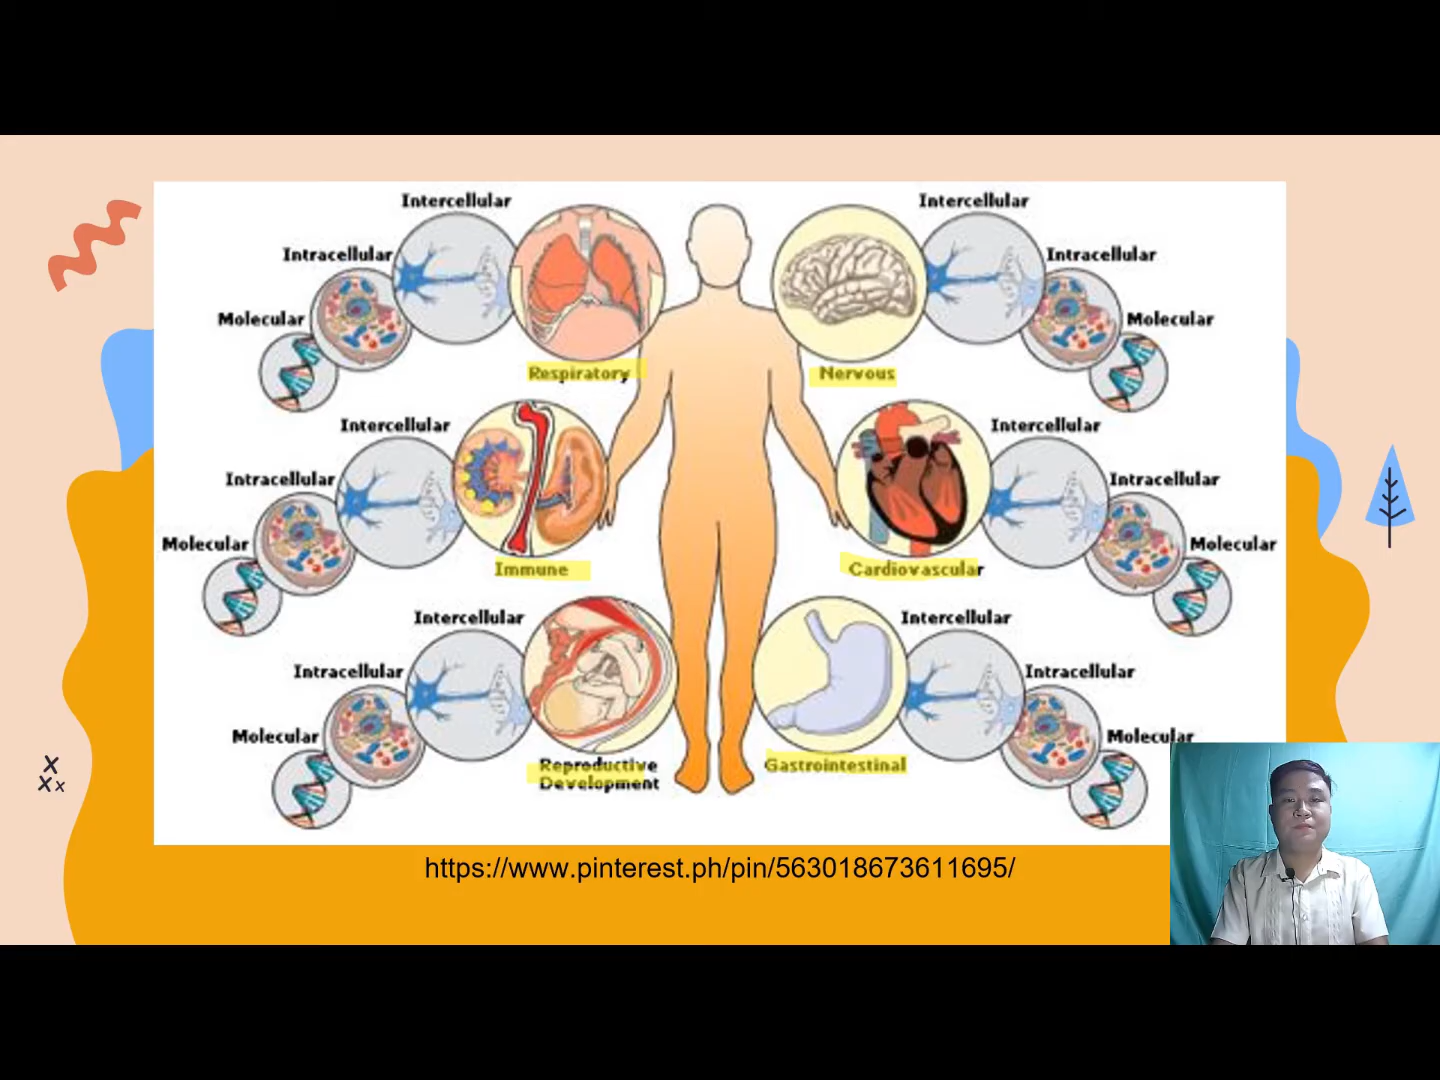 Intercellular
Intracellular
Molecular
Respiratory
Intercellular
Intracellular
Molecular
Nervous
Intercellular
Intracellular
Molecular
Immune
Intercellular
Intracellular
Molecular
Cardiovascular
Intercellular
Intracellular
Molecular
Reproductive
Development
Intercellular
Intracellular
Molecular
Gastrointestinal
https://www.pinterest.ph/pin/563018673611695/